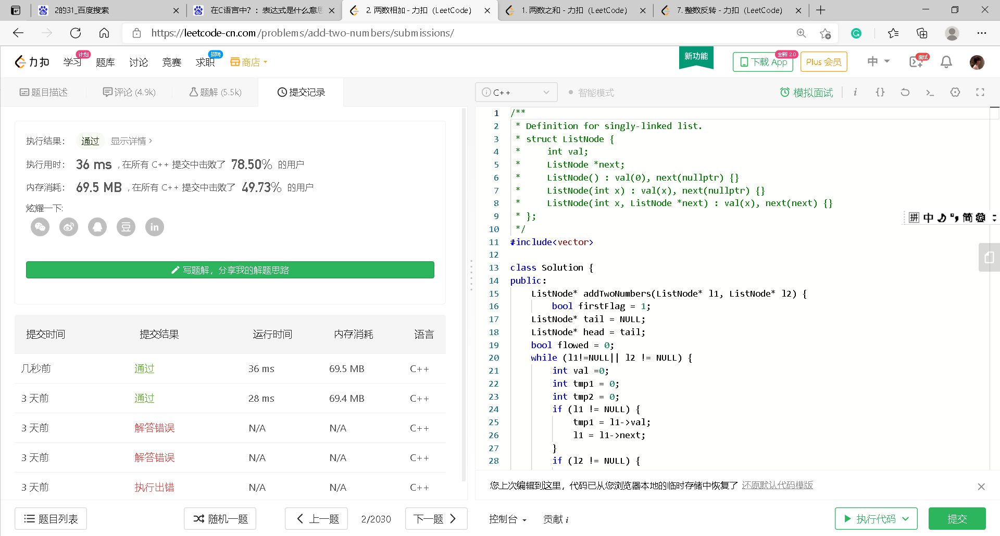 2的31_百度搜索
在C语言中? : 表达式是什么意思
2. 两数相加 - 力扣（LeetCode）
1. 两数之和 - 力扣（LeetCode）
7. 整数反转 - 力扣（LeetCode）
https://leetcode-cn.com/problems/add-two-numbers/submissions/
力扣 学习 计划 题库 讨论 竞赛 求职 招聘 商店
新功能
下载 App 全新 2.0
Plus 会员
中
面试
题目描述
评论 (4.9k)
题解 (5.5k)
提交记录
C++
智能模式
模拟面试
执行结果： 通过 显示详情 >
执行用时： 36 ms , 在所有 C++ 提交中击败了 78.50% 的用户
内存消耗： 69.5 MB , 在所有 C++ 提交中击败了 49.73% 的用户
炫耀一下:
豆 in
写题解，分享我的解题思路
提交时间 提交结果 运行时间 内存消耗 语言
几秒前 通过 36 ms 69.5 MB C++
3 天前 通过 28 ms 69.4 MB C++
3 天前 解答错误 N/A N/A C++
3 天前 解答错误 N/A N/A C++
3 天前 执行出错 N/A N/A C++
题目列表
随机一题
上一题
2/2030
下一题
1 /**
2 * Definition for singly-linked list.
3 * struct ListNode {
4 *     int val;
5 *     ListNode *next;
6 *     ListNode() : val(0), next(nullptr) {}
7 *     ListNode(int x) : val(x), next(nullptr) {}
8 *     ListNode(int x, ListNode *next) : val(x), next(next) {}
9 * };
10 */
11 #include<vector>
12
13 class Solution {
14 public:
15     ListNode* addTwoNumbers(ListNode* l1, ListNode* l2) {
16         bool firstFlag = 1;
17     ListNode* tail = NULL;
18     ListNode* head = tail;
19     bool flowed = 0;
20     while (l1!=NULL|| l2 != NULL) {
21         int val =0;
22         int tmp1 = 0;
23         int tmp2 = 0;
24         if (l1 != NULL) {
25             tmp1 = l1->val;
26             l1 = l1->next;
27         }
28         if (l2 != NULL) {
拼 中 简
您上次编辑到这里，代码已从您浏览器本地的临时存储中恢复了 还原默认代码模版
控制台
贡献 i
执行代码
提交